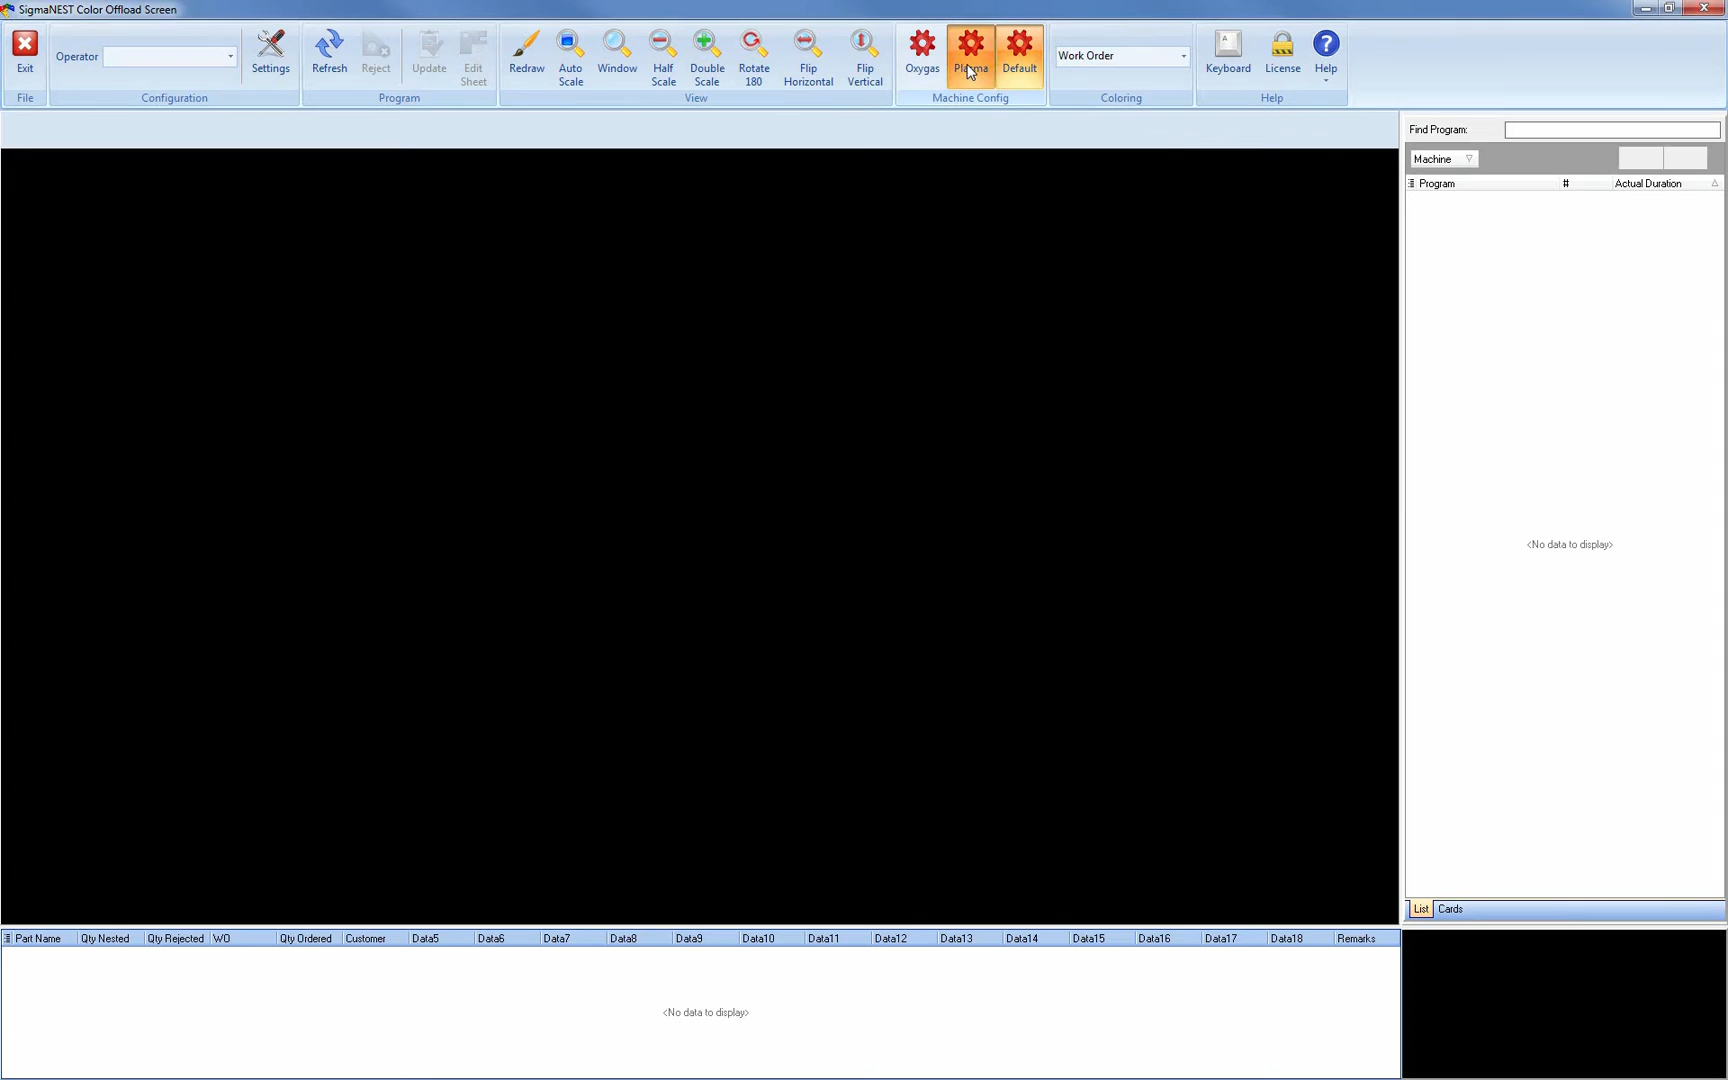 SigmaNEST Color Offload Screen
Exit
Operator
Settings
Refresh
Reject
Update
Edit
Sheet
Redraw
Auto
Scale
Window
Half
Scale
Double
Scale
Rotate
180
Flip
Horizontal
Flip
Vertical
Oxygas
Plasma
Default
Work Order
A
Keyboard
License
?
Help
File
Configuration
Program
View
Machine Config
Coloring
Help
Find Program:
Machine
Program
#
Actual Duration
<No data to display>
List
Cards
Part Name
Qty Nested
Qty Rejected
WO
Qty Ordered
Customer
Data5
Data6
Data7
Data8
Data9
Data10
Data11
Data12
Data13
Data14
Data15
Data16
Data17
Data18
Remarks
<No data to display>